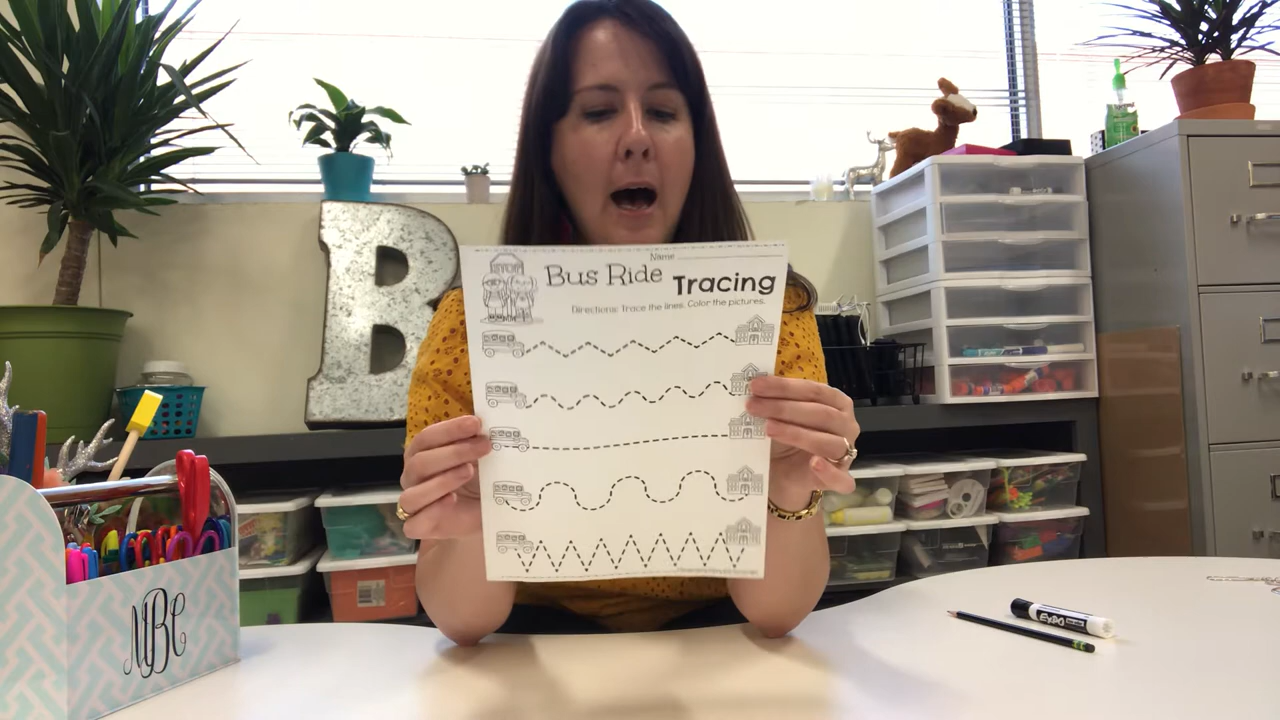 B
Name
Bus Ride Tracing
Directions: Trace the lines. Color the pictures.
MBC
EXPO